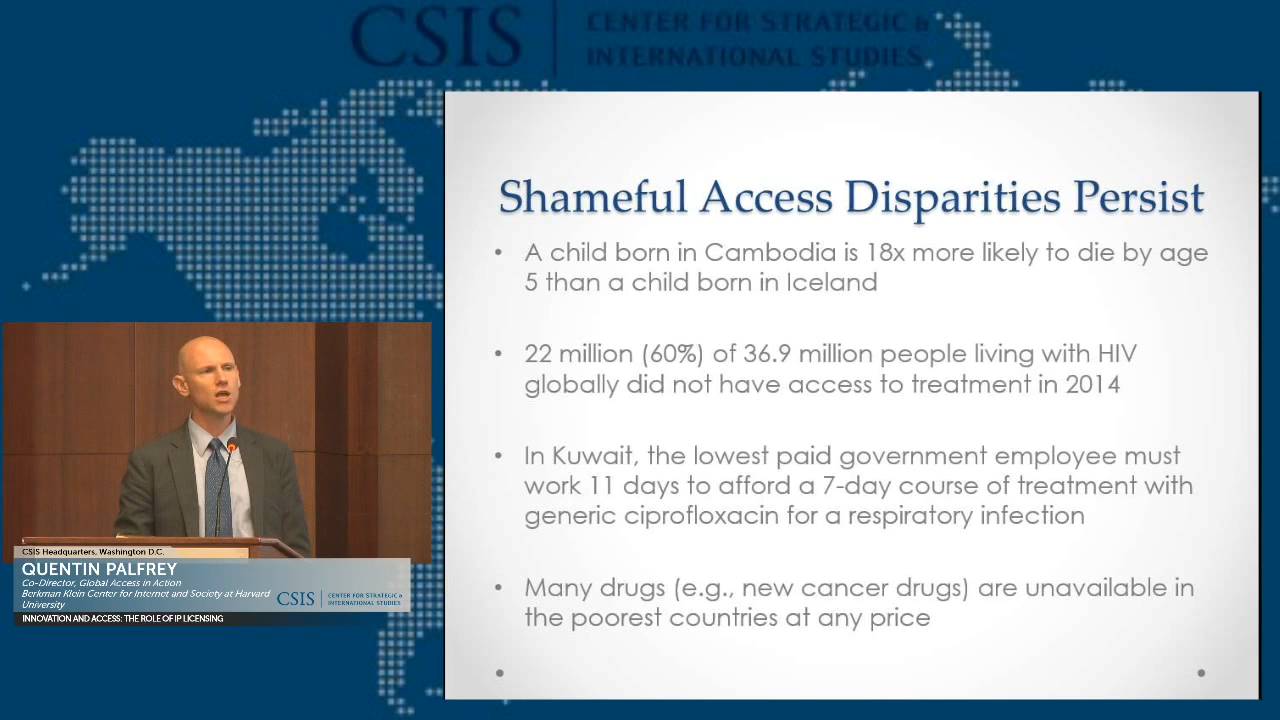 CSIS
CENTER FOR STRATEGIC &
INTERNATIONAL STUDIES
Shameful Access Disparities Persist
• A child born in Cambodia is 18x more likely to die by age
5 than a child born in Iceland
• 22 million (60%) of 36.9 million people living with HIV
globally did not have access to treatment in 2014
• In Kuwait, the lowest paid government employee must
work 11 days to afford a 7-day course of treatment with
generic ciprofloxacin for a respiratory infection
• Many drugs (e.g., new cancer drugs) are unavailable in
the poorest countries at any price
CSIS Headquarters, Washington D.C.
QUENTIN PALFREY
Co-Director, Global Access in Action
Berkman Klein Center for Internet and Society at Harvard
University
CSIS
CENTER FOR STRATEGIC &
INTERNATIONAL STUDIES
INNOVATION AND ACCESS: THE ROLE OF IP LICENSING